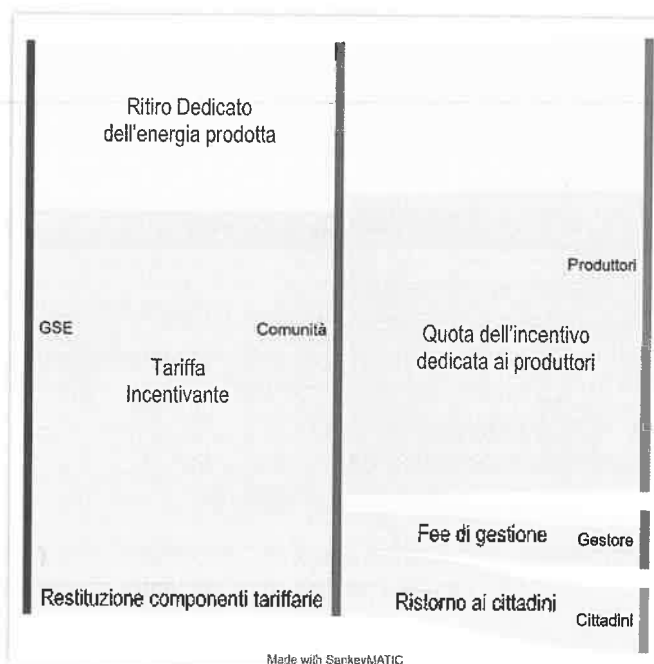 Ritiro Dedicato
dell'energia prodotta
Produttori
GSE
Comunità
Quota dell'incentivo
dedicata ai produttori
Tariffa
Incentivante
Fee di gestione
Gestore
Restituzione componenti tariffarie
Ristorno ai cittadini
Cittadini
Made with SankeyMATIC